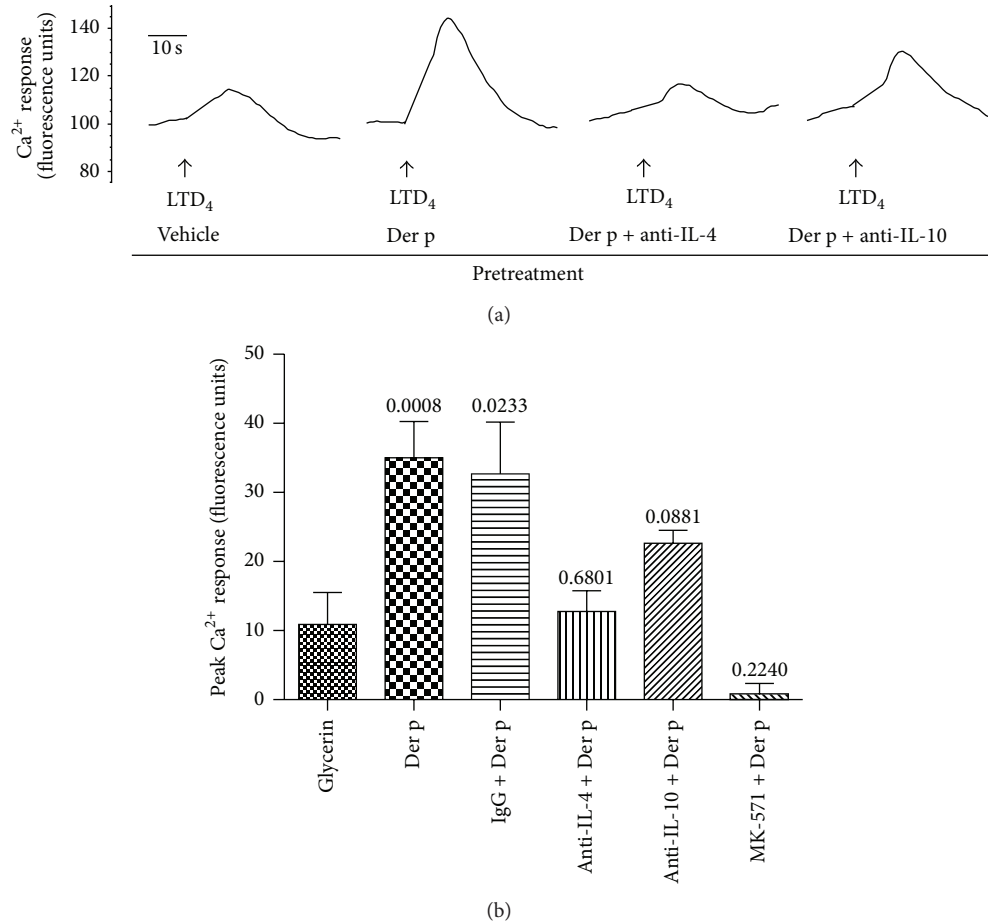 Ca²⁺ response
(fluorescence units)
140
120
100
80
10 s
↑ ↑ ↑ ↑
LTD₄ LTD₄ LTD₄ LTD₄
Vehicle Der p Der p + anti-IL-4 Der p + anti-IL-10
Pretreatment
(a)
Peak Ca²⁺ response (fluorescence units)
50
40
30
20
10
0
0.0008
0.0233
0.6801
0.0881
0.2240
Glycerin
Der p
IgG + Der p
Anti-IL-4 + Der p
Anti-IL-10 + Der p
MK-571 + Der p
(b)